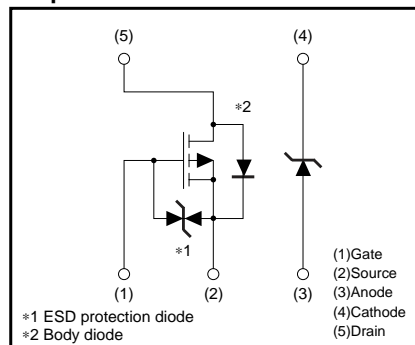 (5) (4)
∗2
∗1
(1) (2) (3)
∗1 ESD protection diode
∗2 Body diode
(1)Gate
(2)Source
(3)Anode
(4)Cathode
(5)Drain